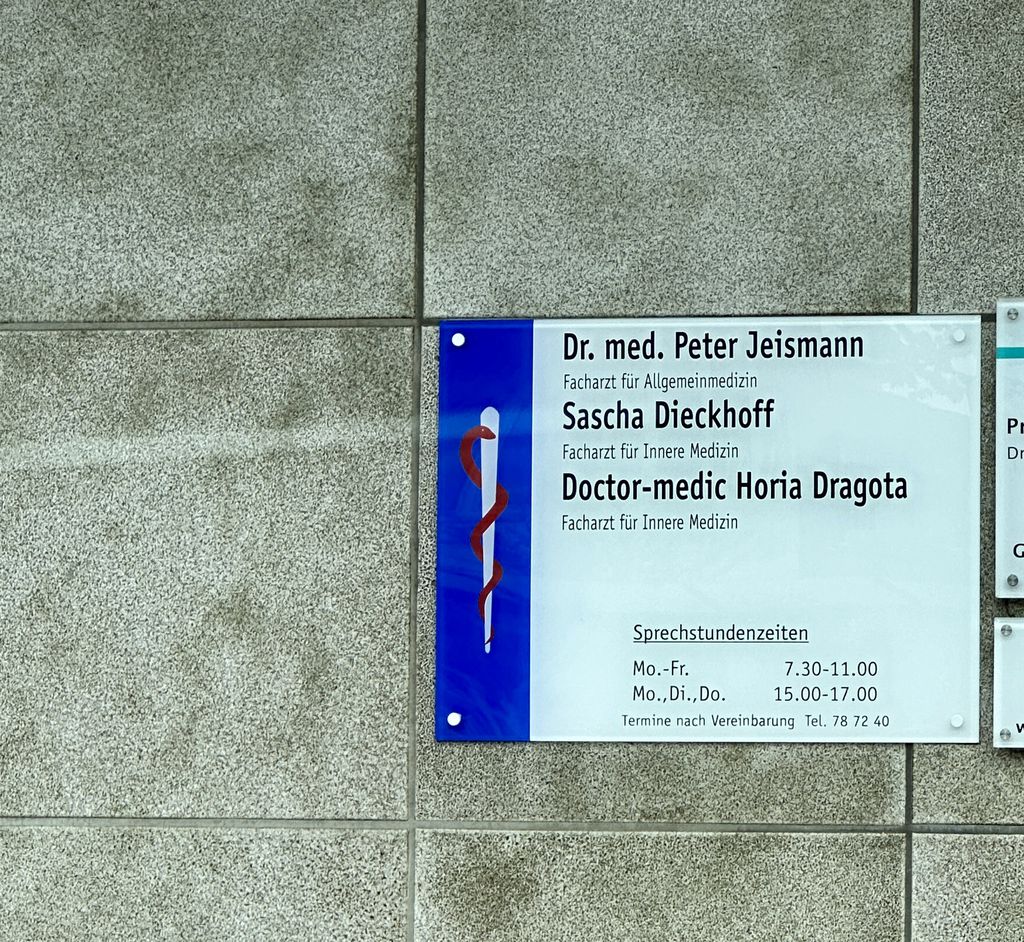 Dr. med. Peter Jeismann
Facharzt für Allgemeinmedizin
Sascha Dieckhoff
Facharzt für Innere Medizin
Doctor-medic Horia Dragota
Facharzt für Innere Medizin
Sprechstundenzeiten
Mo.-Fr. 7.30-11.00
Mo.,Di.,Do. 15.00-17.00
Termine nach Vereinbarung Tel. 78 72 40